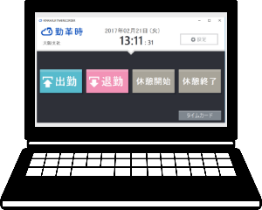 勤革時
2017年02月21日（火）
13:11:31
設定
出勤
退勤
休憩開始
休憩終了
タイムカード